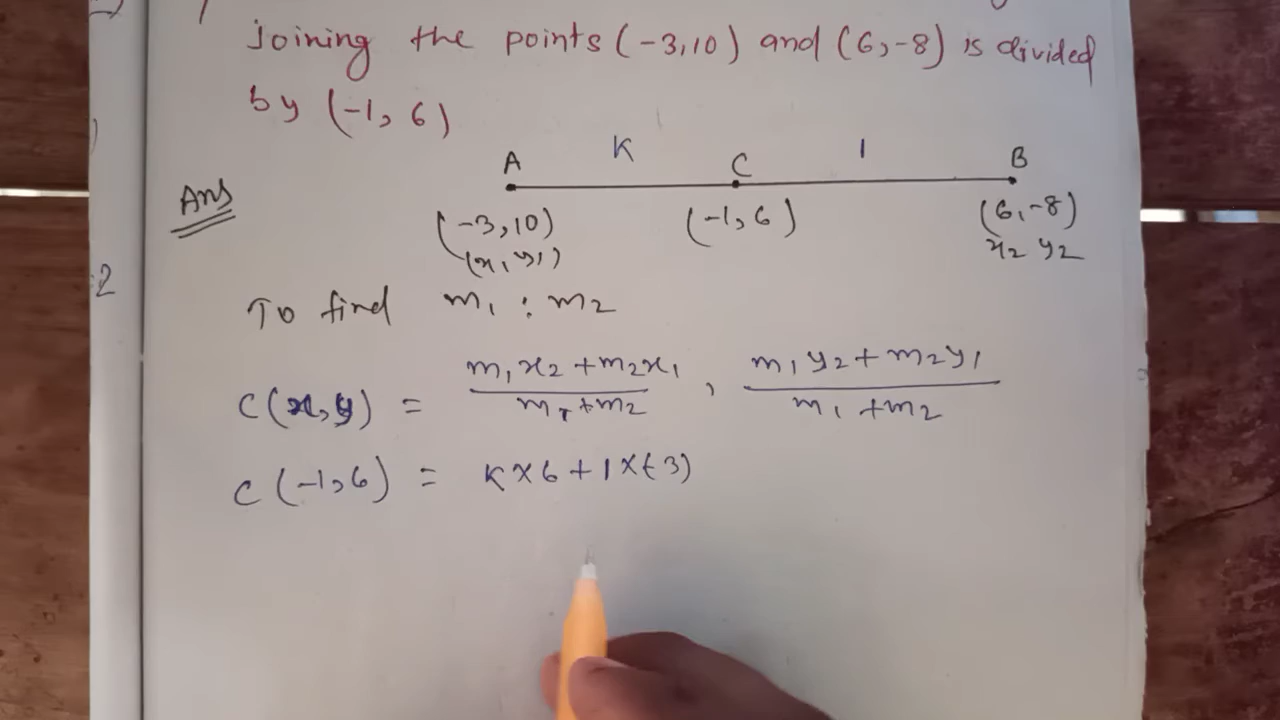 joining the points (-3,10) and (6,-8) is divided
by (-1, 6)
A K C 1 B
Ans
(-3,10) (-1,6) (6,-8)
(x1 y1) x2 y2
:2
To find m1 : m2
C(x,y) = m1x2+m2x1 / m1+m2 , m1y2+m2y1 / m1+m2
C(-1,6) = K×6+1×(-3)